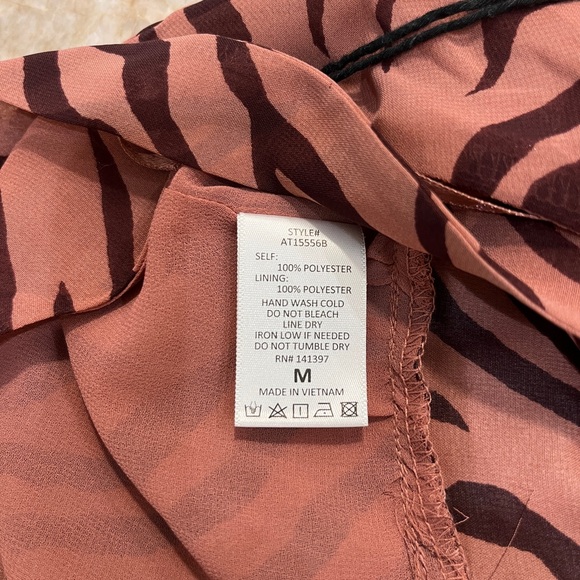 STYLE#
AT15556B
SELF:
100% POLYESTER
LINING:
100% POLYESTER
HAND WASH COLD
DO NOT BLEACH
LINE DRY
IRON LOW IF NEEDED
DO NOT TUMBLE DRY
RN# 141397
M
MADE IN VIETNAM